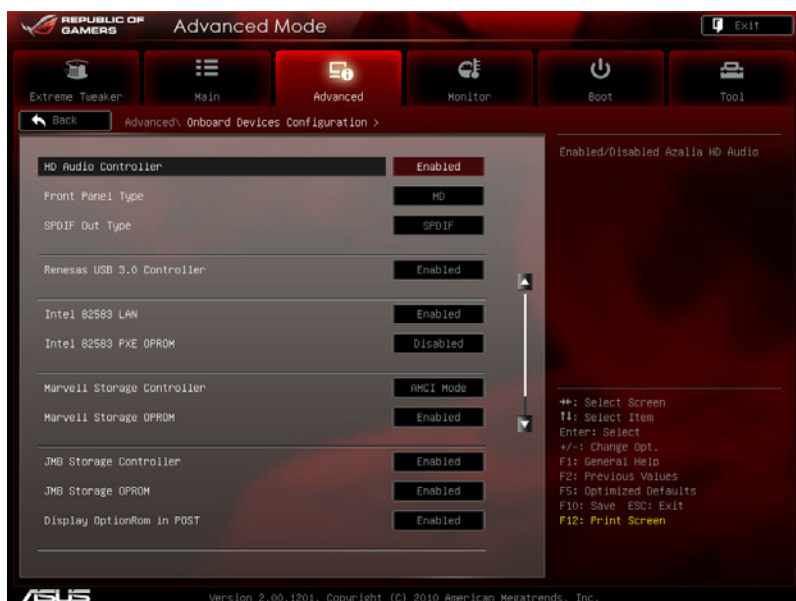 REPUBLIC OF
GAMERS
Advanced Mode
Exit
Extreme Tweaker
Main
Advanced
Monitor
Boot
Tool
Back
Advanced\ Onboard Devices Configuration >
Enabled/Disabled Azalia HD Audio
HD Audio Controller Enabled
Front Panel Type HD
SPDIF Out Type SPDIF
Renesas USB 3.0 Controller Enabled
Intel 82583 LAN Enabled
Intel 82583 PXE OPROM Disabled
Marvell Storage Controller AHCI Mode
Marvell Storage OPROM Enabled
JMB Storage Controller Enabled
JMB Storage OPROM Enabled
Display OptionRom in POST Enabled
→←: Select Screen
↑↓: Select Item
Enter: Select
+/-: Change Opt.
F1: General Help
F2: Previous Values
F5: Optimized Defaults
F10: Save ESC: Exit
F12: Print Screen
ASUS
Version 2.00.1201. Copyright (C) 2010 American Megatrends, Inc.